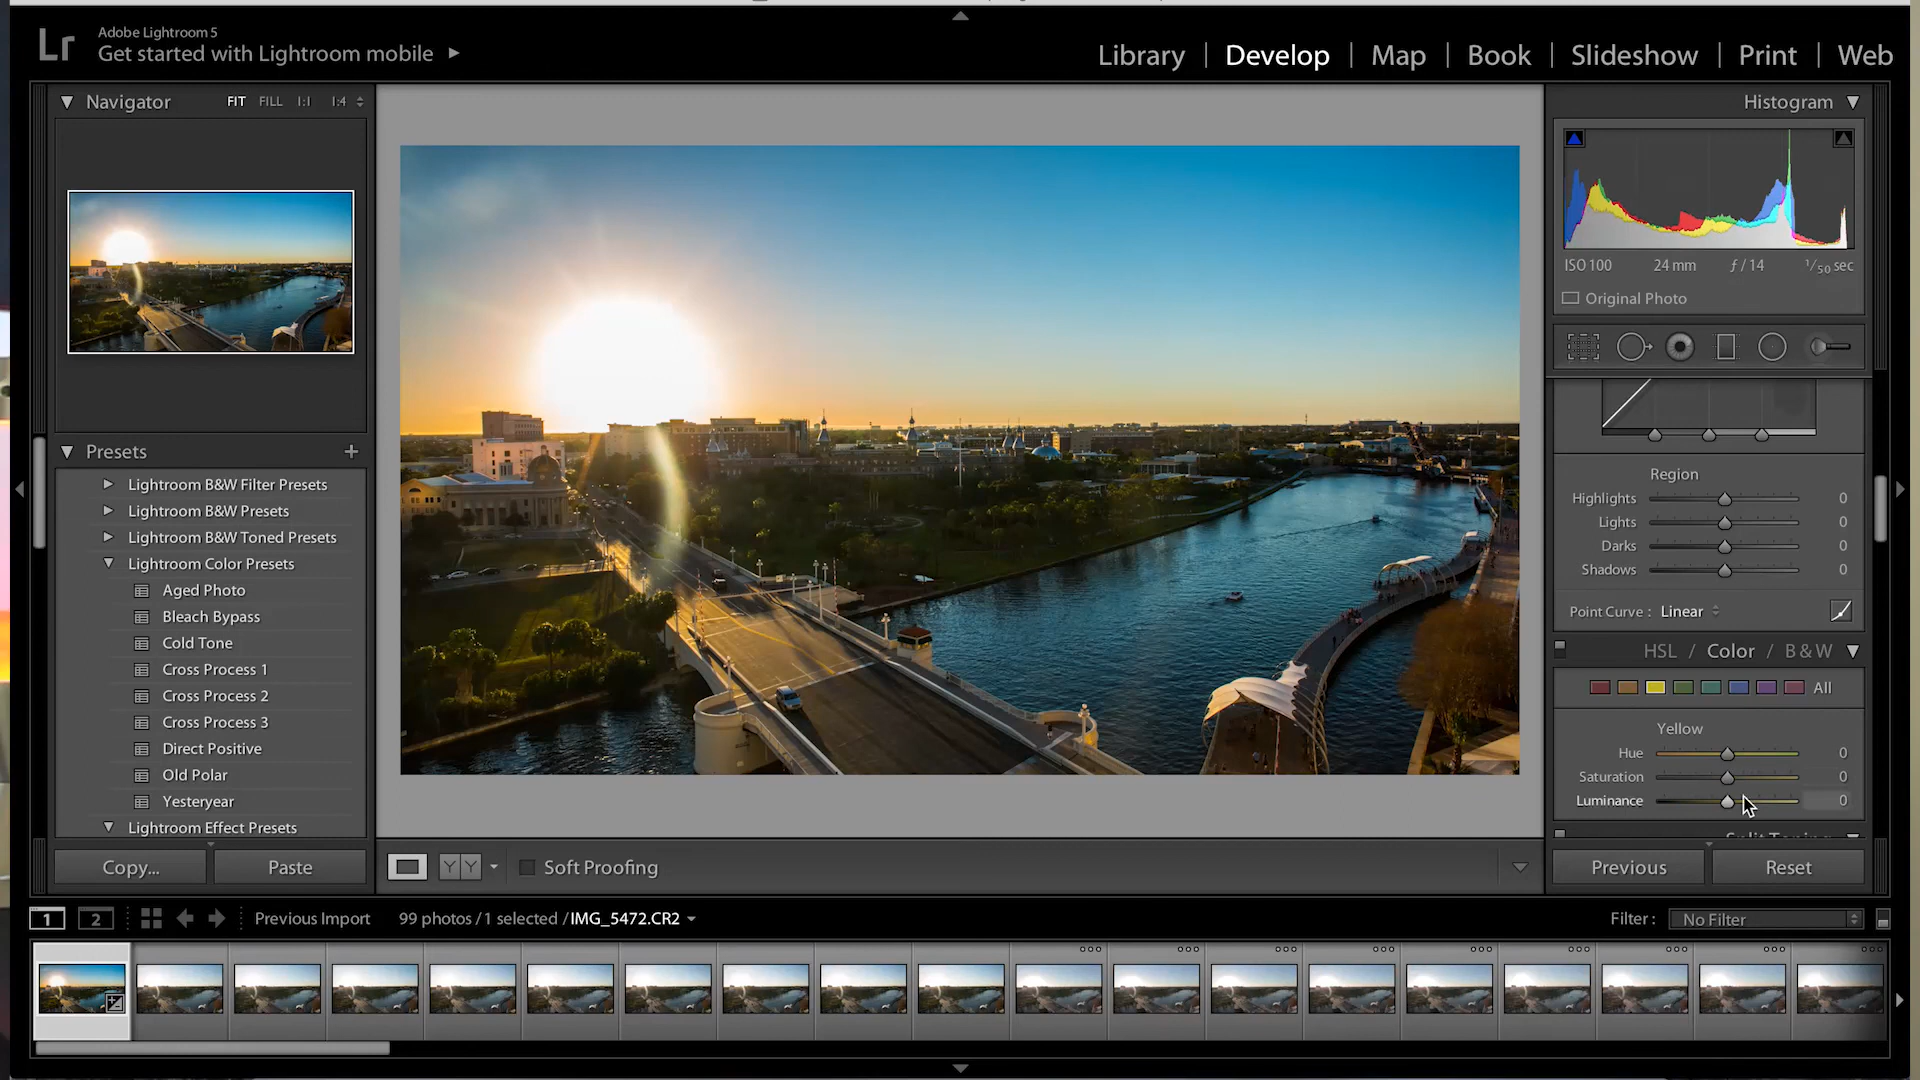 Lr
Adobe Lightroom 5
Get started with Lightroom mobile
Library | Develop | Map | Book | Slideshow | Print | Web
Navigator FIT FILL 1:1 1:4
Histogram
ISO 100 24 mm ƒ/14 1/50 sec
Original Photo
Presets +
Lightroom B&W Filter Presets
Lightroom B&W Presets
Lightroom B&W Toned Presets
Lightroom Color Presets
Aged Photo
Bleach Bypass
Cold Tone
Cross Process 1
Cross Process 2
Cross Process 3
Direct Positive
Old Polar
Yesteryear
Lightroom Effect Presets
Region
Highlights 0
Lights 0
Darks 0
Shadows 0
Point Curve : Linear
HSL / Color / B & W
All
Yellow
Hue 0
Saturation 0
Luminance 0
Split Toning
Copy... Paste
Y Y Soft Proofing
Previous Reset
1 2 Previous Import 99 photos / 1 selected / IMG_5472.CR2
Filter : No Filter